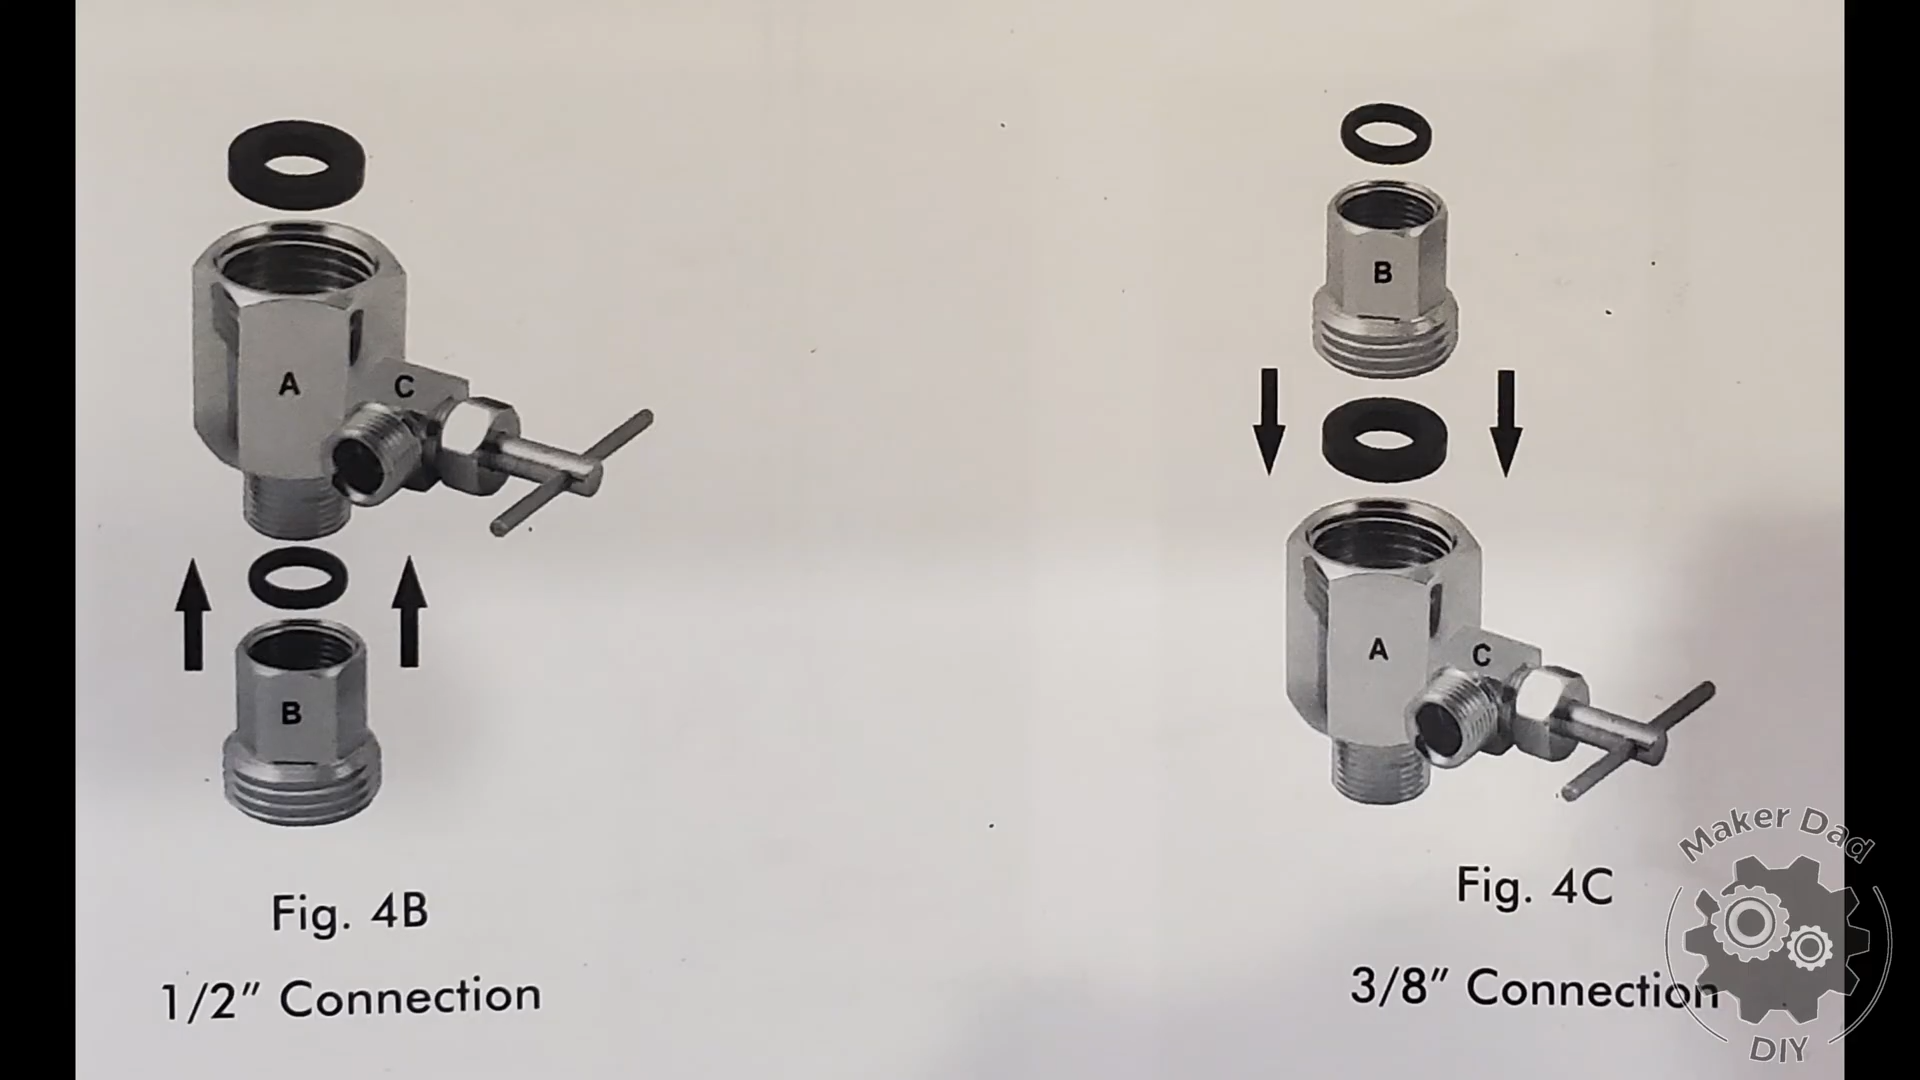 A
C
B
Fig. 4B
1/2” Connection
B
A
C
Fig. 4C
3/8” Connection
Maker Dad
DIY